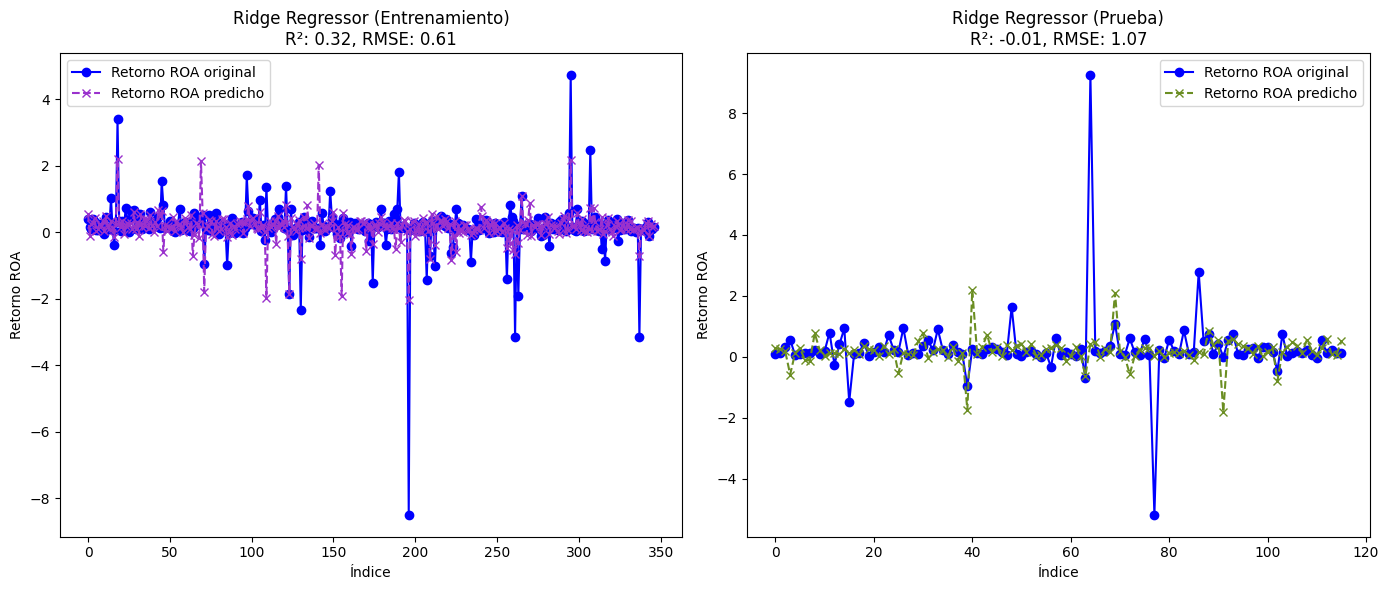 Ridge Regressor (Entrenamiento)
R²: 0.32, RMSE: 0.61
Retorno ROA original
Retorno ROA predicho
4
2
0
−2
−4
−6
−8
Retorno ROA
0 50 100 150 200 250 300 350
Índice
Ridge Regressor (Prueba)
R²: -0.01, RMSE: 1.07
Retorno ROA original
Retorno ROA predicho
8
6
4
2
0
−2
−4
Retorno ROA
0 20 40 60 80 100 120
Índice